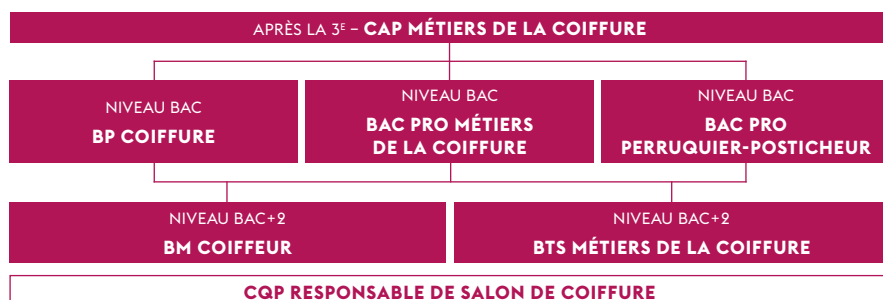 APRÈS LA 3E – CAP MÉTIERS DE LA COIFFURE
NIVEAU BAC
BP COIFFURE
NIVEAU BAC
BAC PRO MÉTIERS
DE LA COIFFURE
NIVEAU BAC
BAC PRO
PERRUQUIER-POSTICHEUR
NIVEAU BAC+2
BM COIFFEUR
NIVEAU BAC+2
BTS MÉTIERS DE LA COIFFURE
CQP RESPONSABLE DE SALON DE COIFFURE